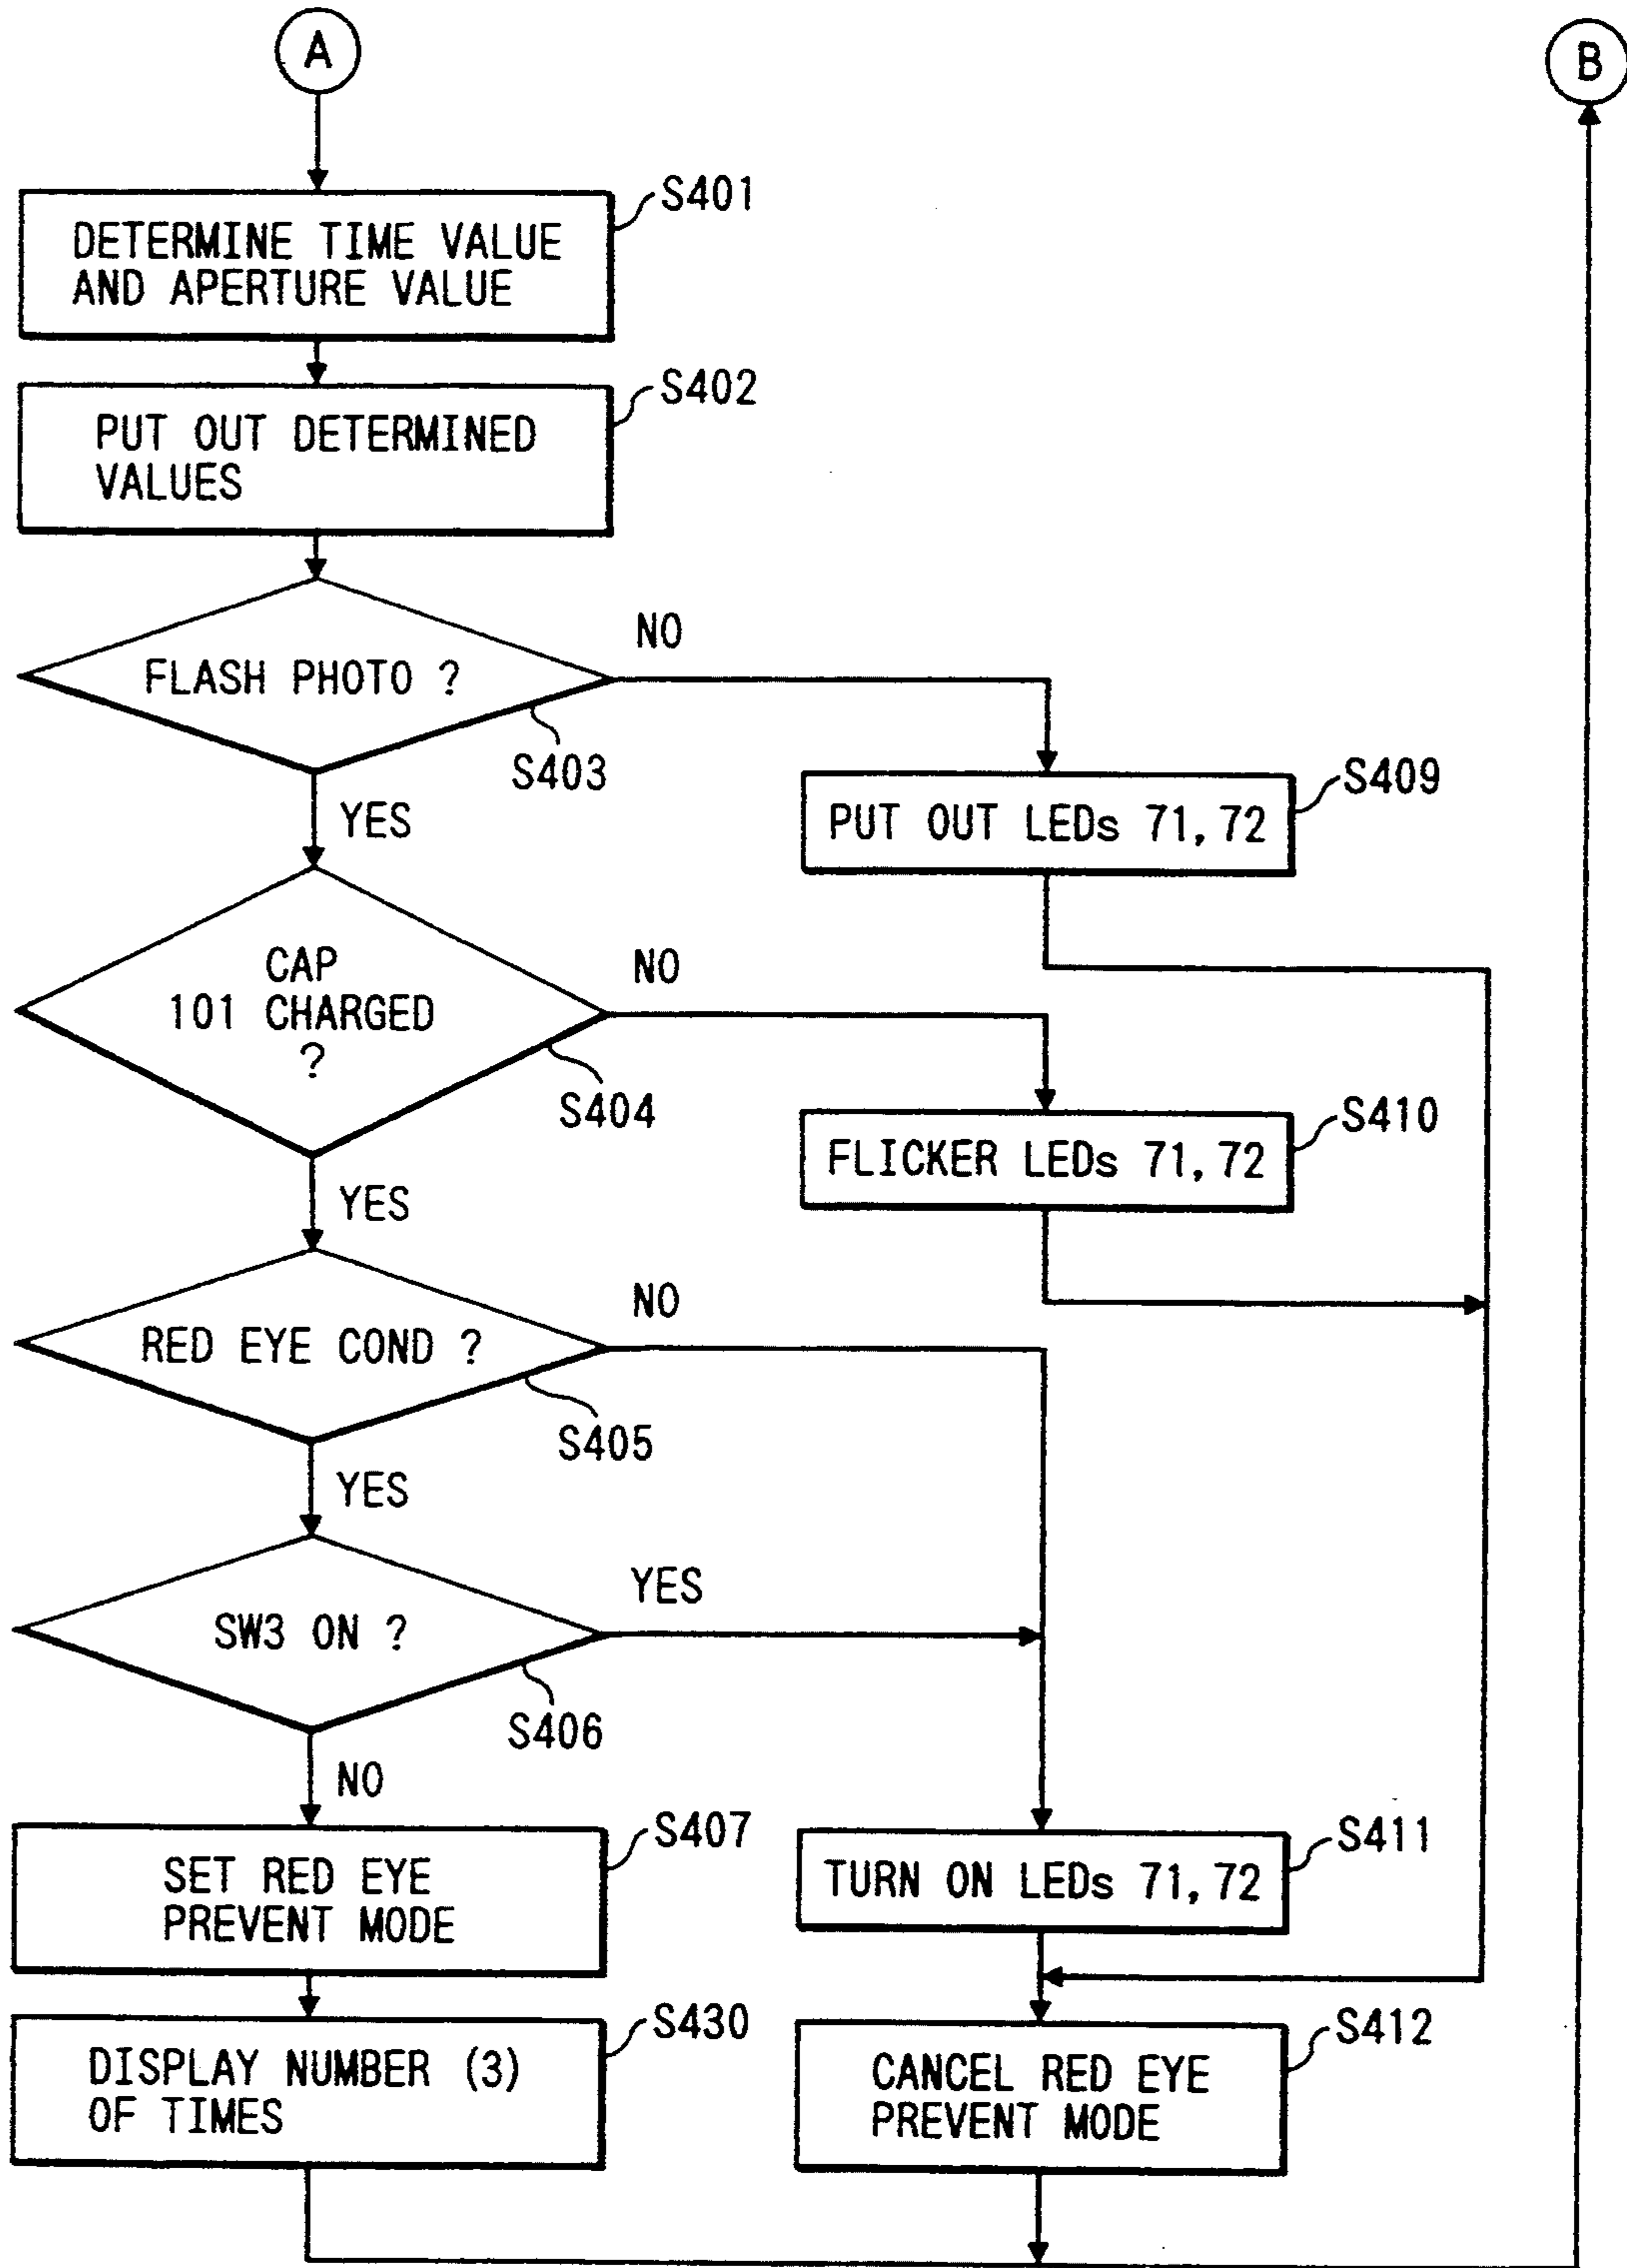 A
B
S401
DETERMINE TIME VALUE
AND APERTURE VALUE
S402
PUT OUT DETERMINED
VALUES
FLASH PHOTO ?
NO
S403
YES
S409
PUT OUT LEDs 71, 72
CAP
101 CHARGED
?
NO
S404
YES
S410
FLICKER LEDs 71, 72
RED EYE COND ?
NO
S405
YES
SW3 ON ?
YES
S406
NO
S407
SET RED EYE
PREVENT MODE
S411
TURN ON LEDs 71, 72
S430
DISPLAY NUMBER (3)
OF TIMES
S412
CANCEL RED EYE
PREVENT MODE